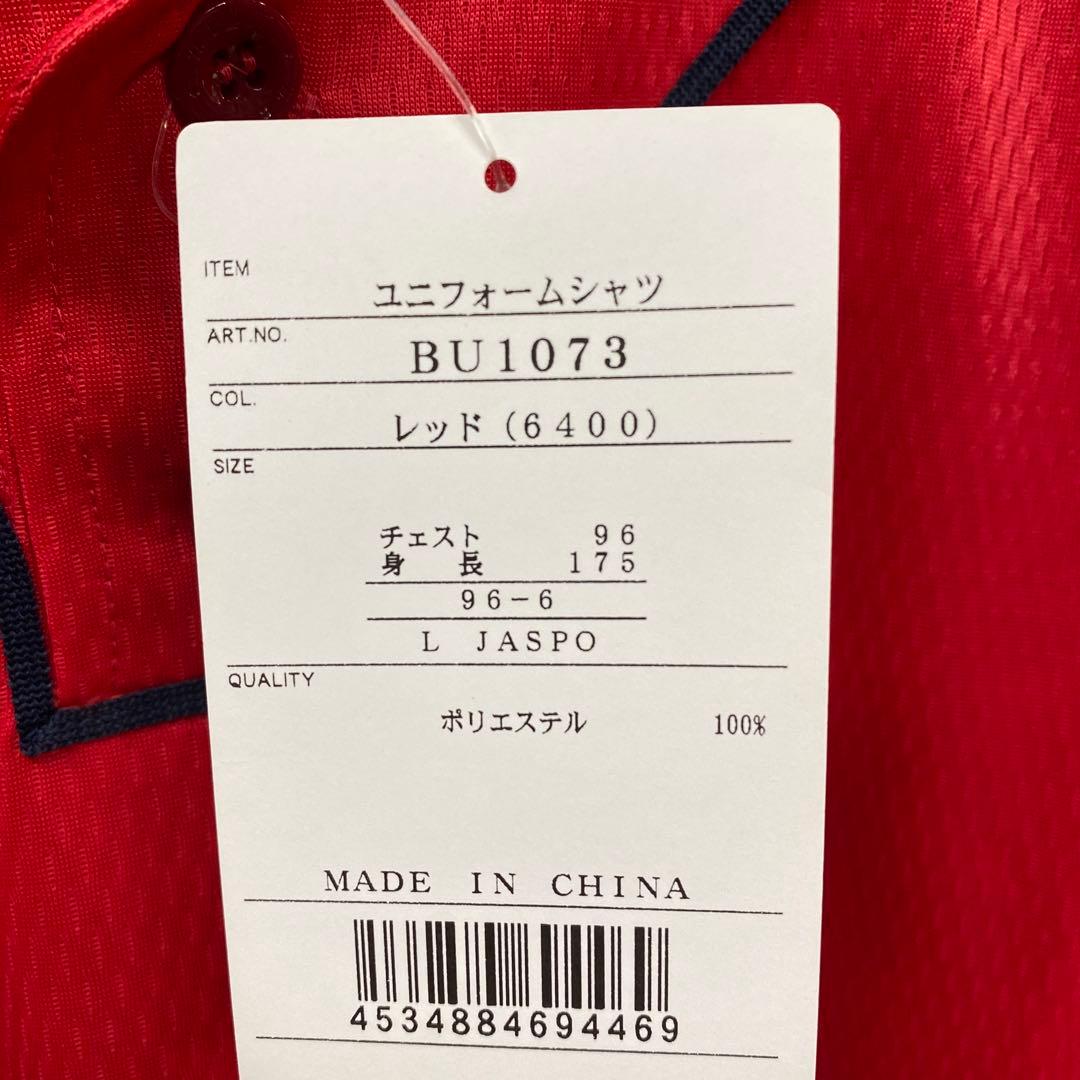 ITEM
ユニフォームシャツ
ART.NO.
BU1073
COL.
レッド(6400)
SIZE
チェスト 96
身長 175
96-6
L JASPO
QUALITY
ポリエステル 100%
MADE IN CHINA
4534884694469